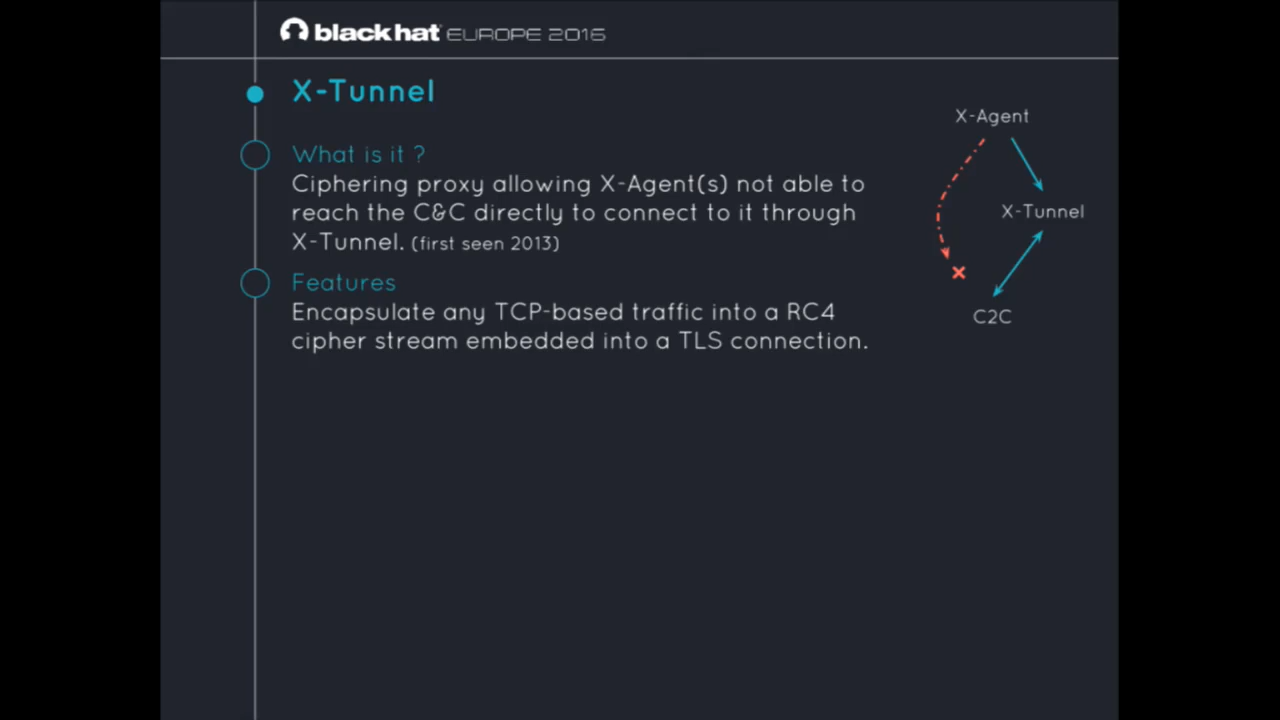 black hat EUROPE 2016
X-Tunnel
What is it ?
Ciphering proxy allowing X-Agent(s) not able to
reach the C&C directly to connect to it through
X-Tunnel. (first seen 2013)
Features
Encapsulate any TCP-based traffic into a RC4
cipher stream embedded into a TLS connection.
X-Agent
X-Tunnel
C2C